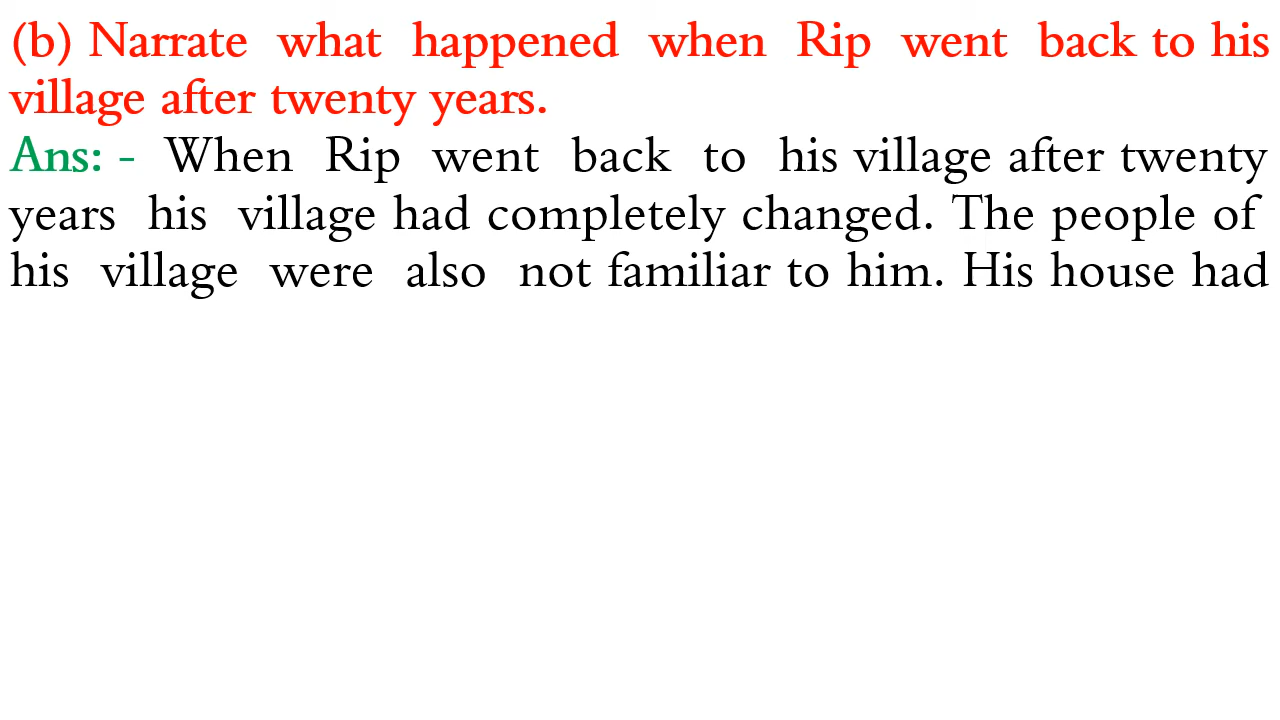 (b) Narrate what happened when Rip went back to his
village after twenty years.
Ans: - When Rip went back to his village after twenty
years his village had completely changed. The people of
his village were also not familiar to him. His house had